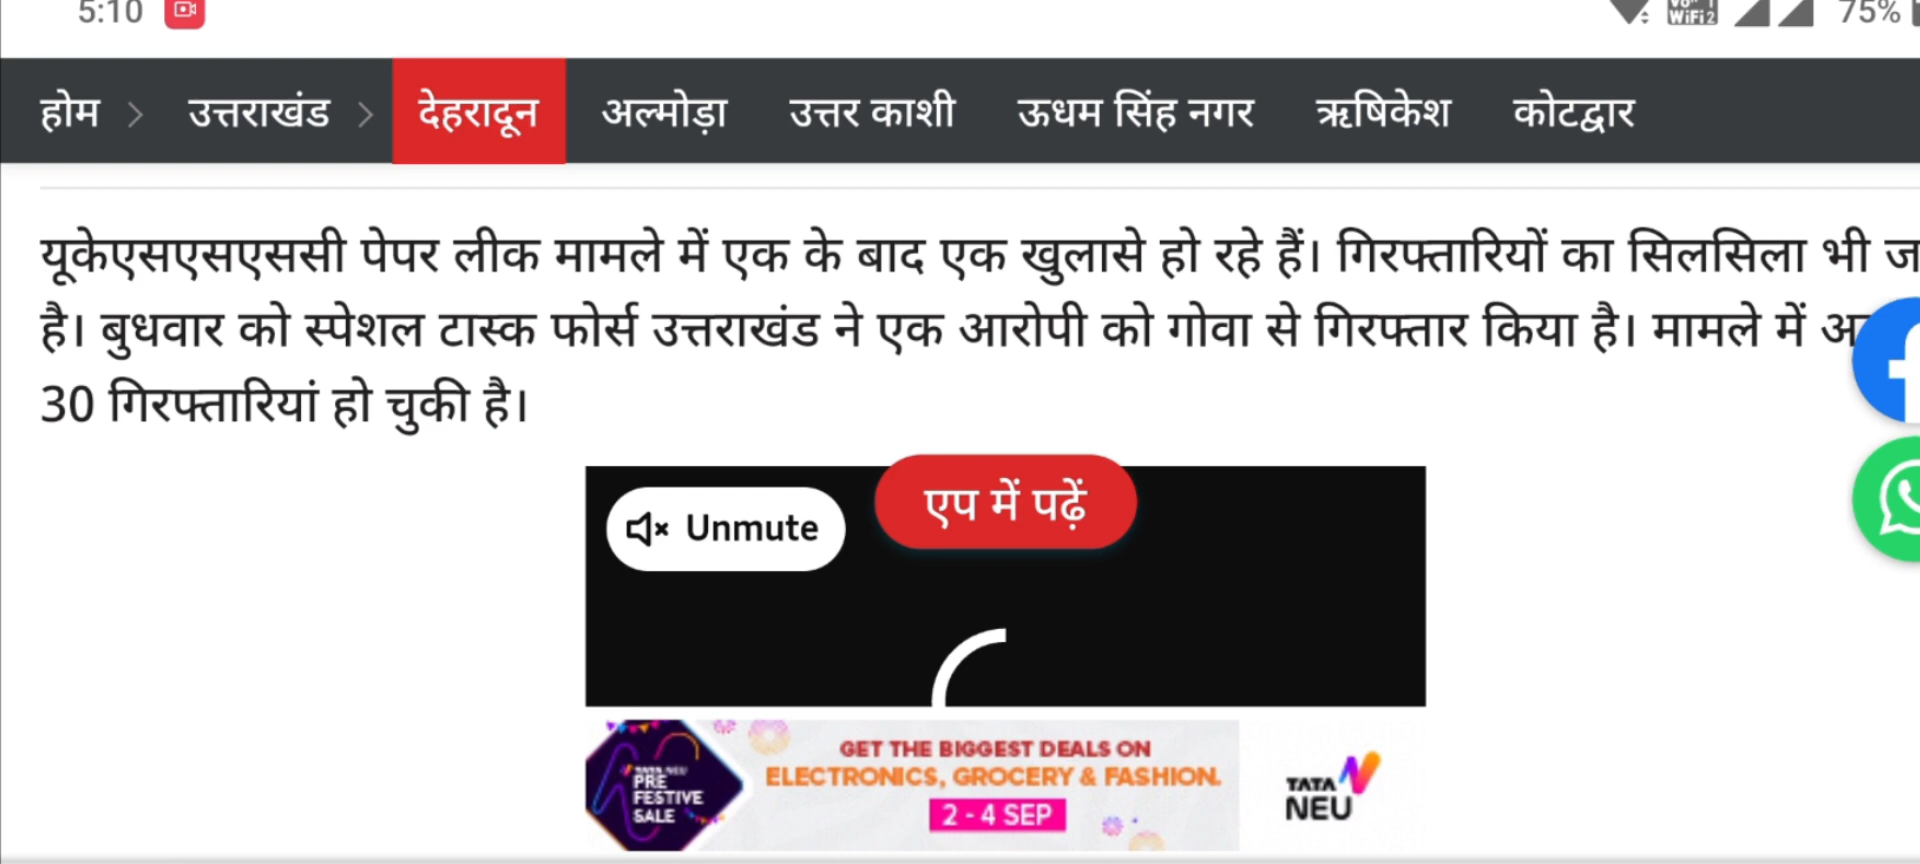 5:10 75%
होम > उत्तराखंड > देहरादून अल्मोड़ा उत्तर काशी ऊधम सिंह नगर ऋषिकेश कोटद्वार
यूकेएसएसएससी पेपर लीक मामले में एक के बाद एक खुलासे हो रहे हैं। गिरफ्तारियों का सिलसिला भी
है। बुधवार को स्पेशल टास्क फोर्स उत्तराखंड ने एक आरोपी को गोवा से गिरफ्तार किया है। मामले में
30 गिरफ्तारियां हो चुकी है।
एप में पढ़ें
Unmute
TATA NEU
PRE
FESTIVE
SALE
GET THE BIGGEST DEALS ON
ELECTRONICS, GROCERY & FASHION.
2 - 4 SEP
TATA
NEU